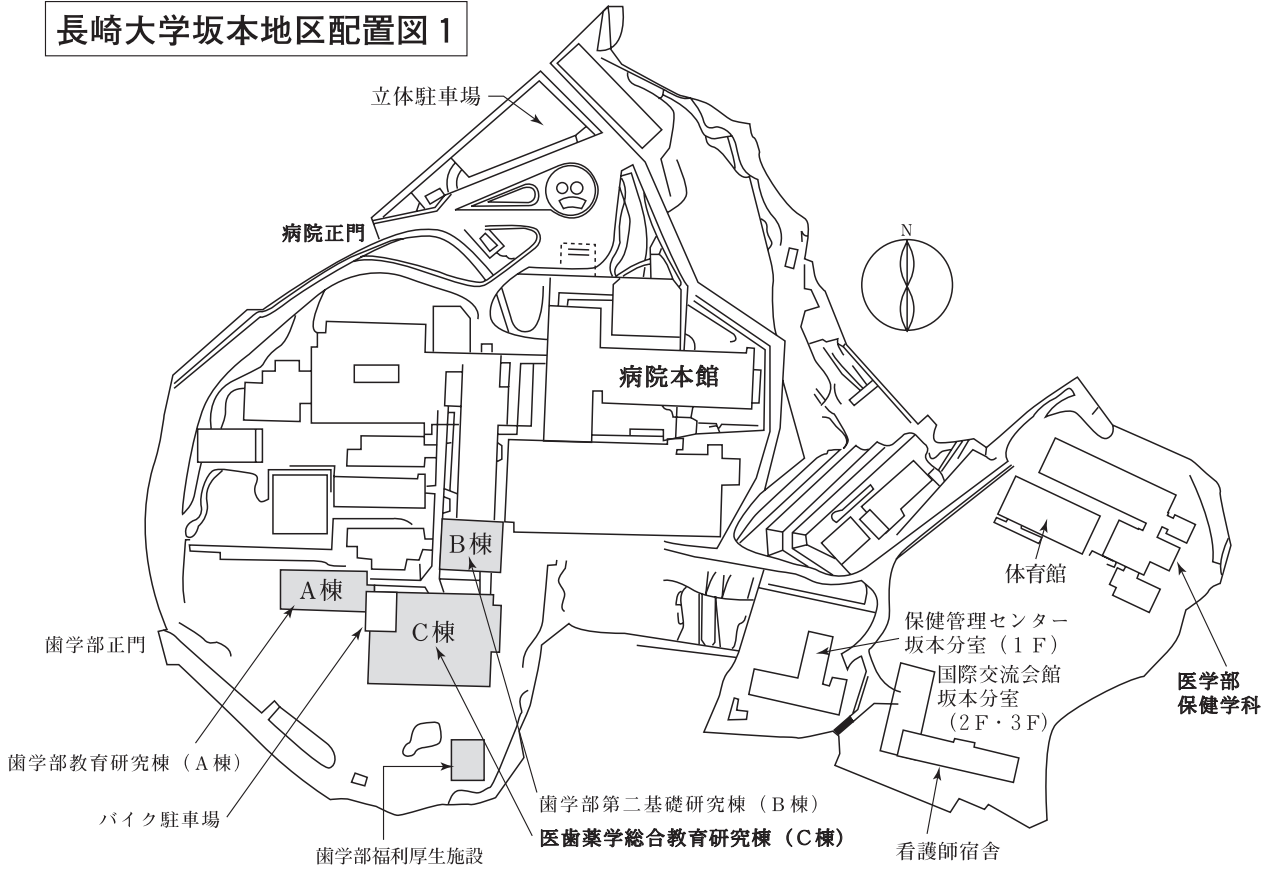 長崎大学坂本地区配置図1
立体駐車場
病院正門
N
病院本館
B棟
A棟
C棟
体育館
歯学部正門
保健管理センター
坂本分室（1F）
国際交流会館
坂本分室
（2F・3F）
医学部
保健学科
歯学部教育研究棟（A棟）
バイク駐車場
歯学部第二基礎研究棟（B棟）
医歯薬学総合教育研究棟（C棟）
歯学部福利厚生施設
看護師宿舎